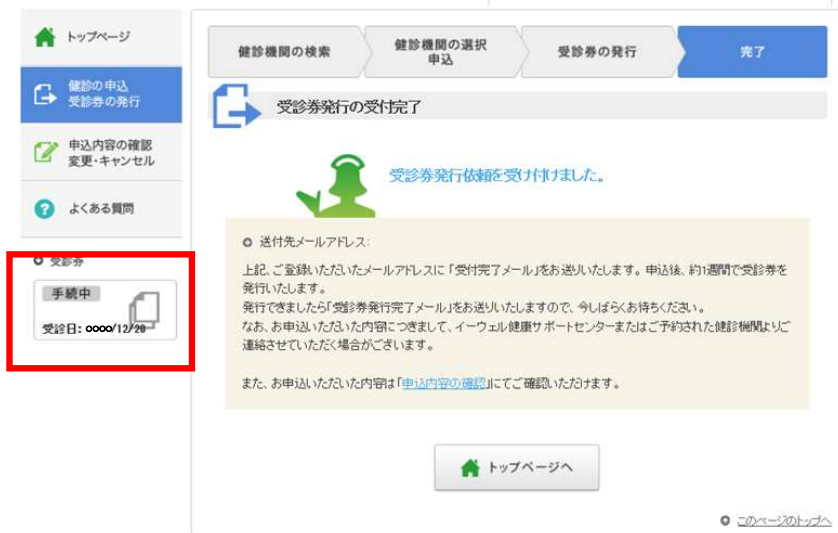 トップページ
健診の申込
受診券の発行
申込内容の確認
変更・キャンセル
よくある質問
受診券
手続中
受診日: 0000/12/20
健診機関の検索
健診機関の選択
申込
受診券の発行
完了
受診券発行の受付完了
受診券発行依頼を受け付けました。
送付先メールアドレス:
上記、ご登録いただいたメールアドレスに「受付完了メール」をお送りいたします。申込後、約1週間で受診券を
発行いたします。
発行できましたら「受診券発行完了メール」をお送りいたしますので、今しばらくお待ちください。
なお、お申込いただいた内容につきまして、イーウェル健康サポートセンターまたはご予約された健診機関よりご
連絡させていただく場合がございます。
また、お申込いただいた内容は「申込内容の確認」にてご確認いただけます。
トップページへ
このページのトップへ